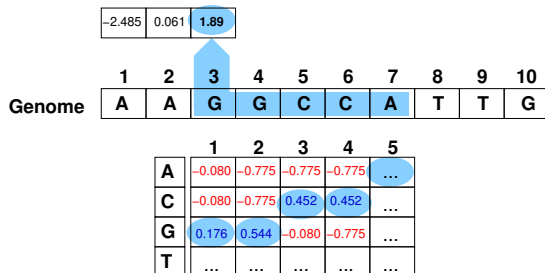 −2.485 0.061 1.89
1 2 3 4 5 6 7 8 9 10
Genome A A G G C C A T T G
1 2 3 4 5
A −0.080 −0.775 −0.775 −0.775 ...
C −0.080 −0.775 0.452 0.452 ...
G 0.176 0.544 −0.080 −0.775 ...
T ... ... ... ... ...